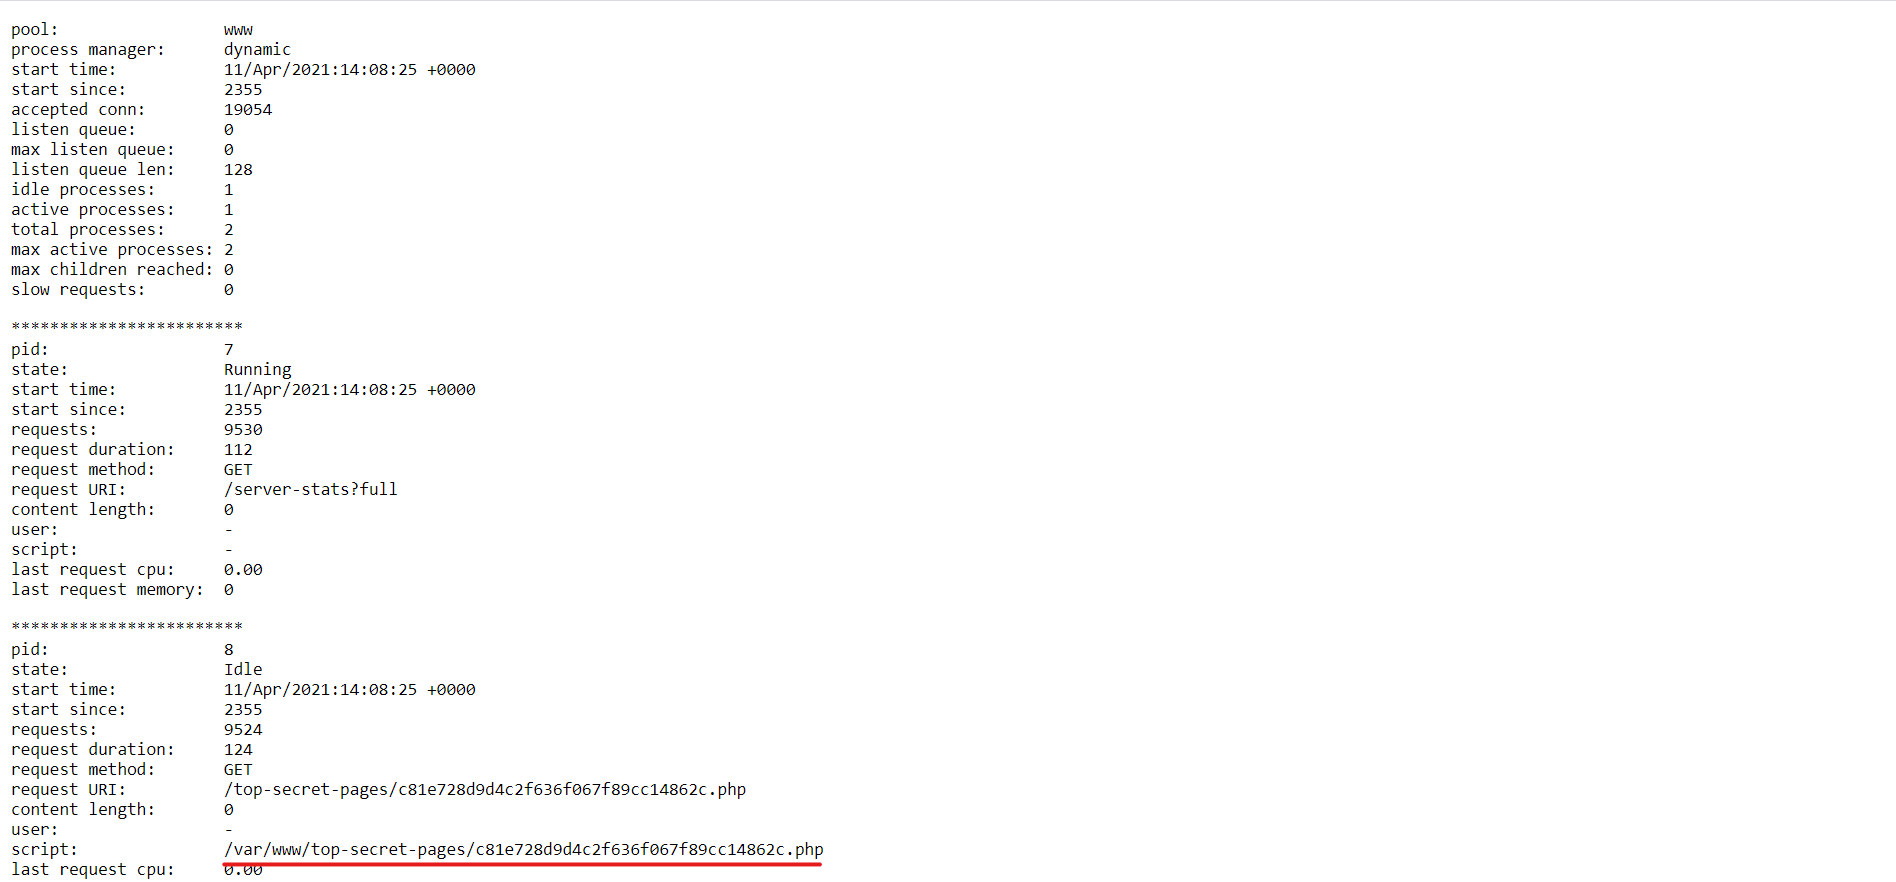 pool: www
process manager: dynamic
start time: 11/Apr/2021:14:08:25 +0000
start since: 2355
accepted conn: 19054
listen queue: 0
max listen queue: 0
listen queue len: 128
idle processes: 1
active processes: 1
total processes: 2
max active processes: 2
max children reached: 0
slow requests: 0
************************
pid: 7
state: Running
start time: 11/Apr/2021:14:08:25 +0000
start since: 2355
requests: 9530
request duration: 112
request method: GET
request URI: /server-stats?full
content length: 0
user: -
script: -
last request cpu: 0.00
last request memory: 0
************************
pid: 8
state: Idle
start time: 11/Apr/2021:14:08:25 +0000
start since: 2355
requests: 9524
request duration: 124
request method: GET
request URI: /top-secret-pages/c81e728d9d4c2f636f067f89cc14862c.php
content length: 0
user: -
script: /var/www/top-secret-pages/c81e728d9d4c2f636f067f89cc14862c.php
last request cpu: 0.00